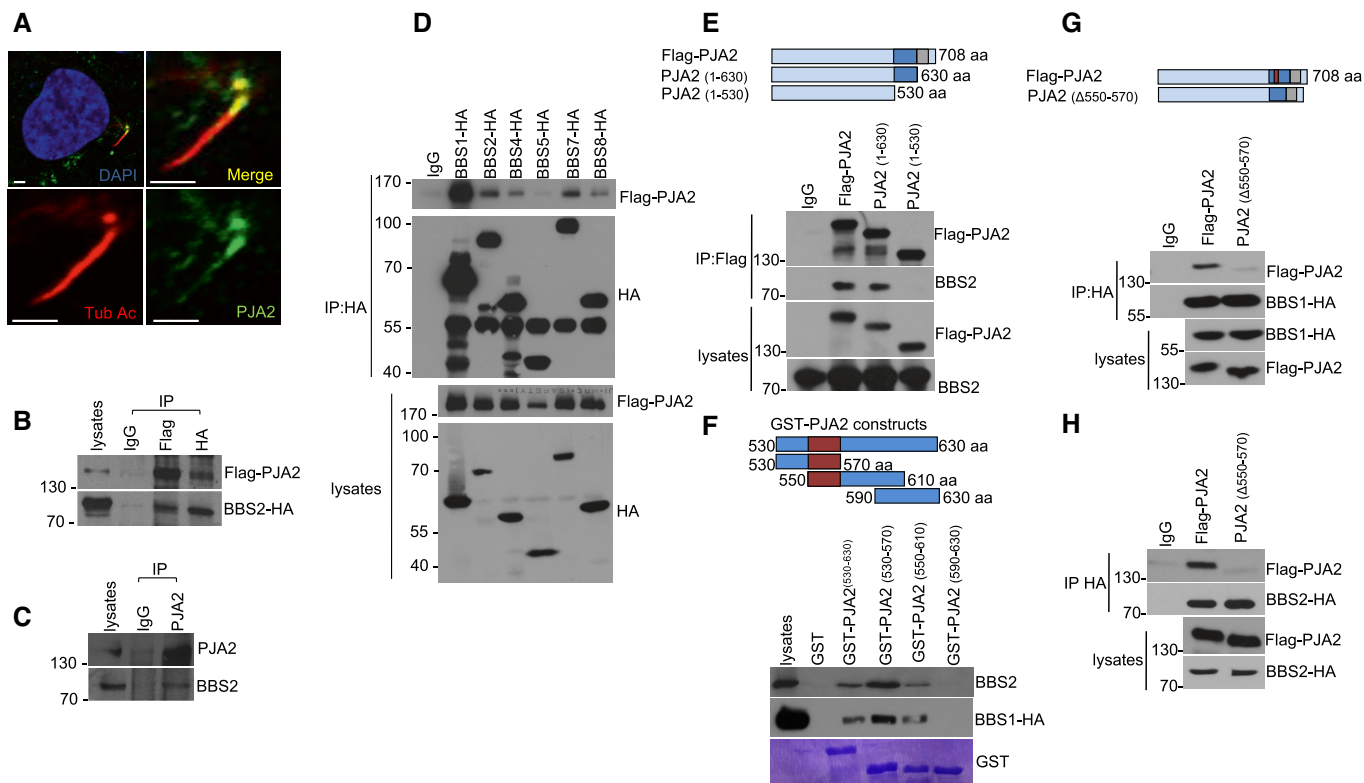 A
DAPI
Merge
Tub Ac
PJA2
B
IP
lysates
IgG
Flag
HA
Flag-PJA2
130 -
BBS2-HA
70 -
C
IP
lysates
IgG
PJA2
PJA2
130 -
BBS2
70 -
D
IgG
BBS1-HA
BBS2-HA
BBS4-HA
BBS5-HA
BBS7-HA
BBS8-HA
170 -
Flag-PJA2
100 -
70 -
IP:HA
HA
55 -
40 -
Flag-PJA2
170 -
100 -
70 -
lysates
HA
55 -
40 -
E
Flag-PJA2
708 aa
PJA2 (1-630)
630 aa
PJA2 (1-530)
530 aa
IgG
Flag-PJA2
PJA2 (1-630)
PJA2 (1-530)
IP:Flag
Flag-PJA2
130 -
BBS2
70 -
lysates
Flag-PJA2
130 -
BBS2
70 -
F
GST-PJA2 constructs
530
630 aa
530
570 aa
550
610 aa
590
630 aa
lysates
GST
GST-PJA2(530-630)
GST-PJA2 (530-570)
GST-PJA2 (550-610)
GST-PJA2 (590-630)
BBS2
BBS1-HA
GST
G
Flag-PJA2
708 aa
PJA2 (Δ550-570)
IgG
Flag-PJA2
PJA2 (Δ550-570)
IP:HA
Flag-PJA2
130-
BBS1-HA
55-
lysates
BBS1-HA
55-
Flag-PJA2
130-
H
IgG
Flag-PJA2
PJA2 (Δ550-570)
IP HA
Flag-PJA2
130-
BBS2-HA
70-
lysates
Flag-PJA2
130-
BBS2-HA
70-